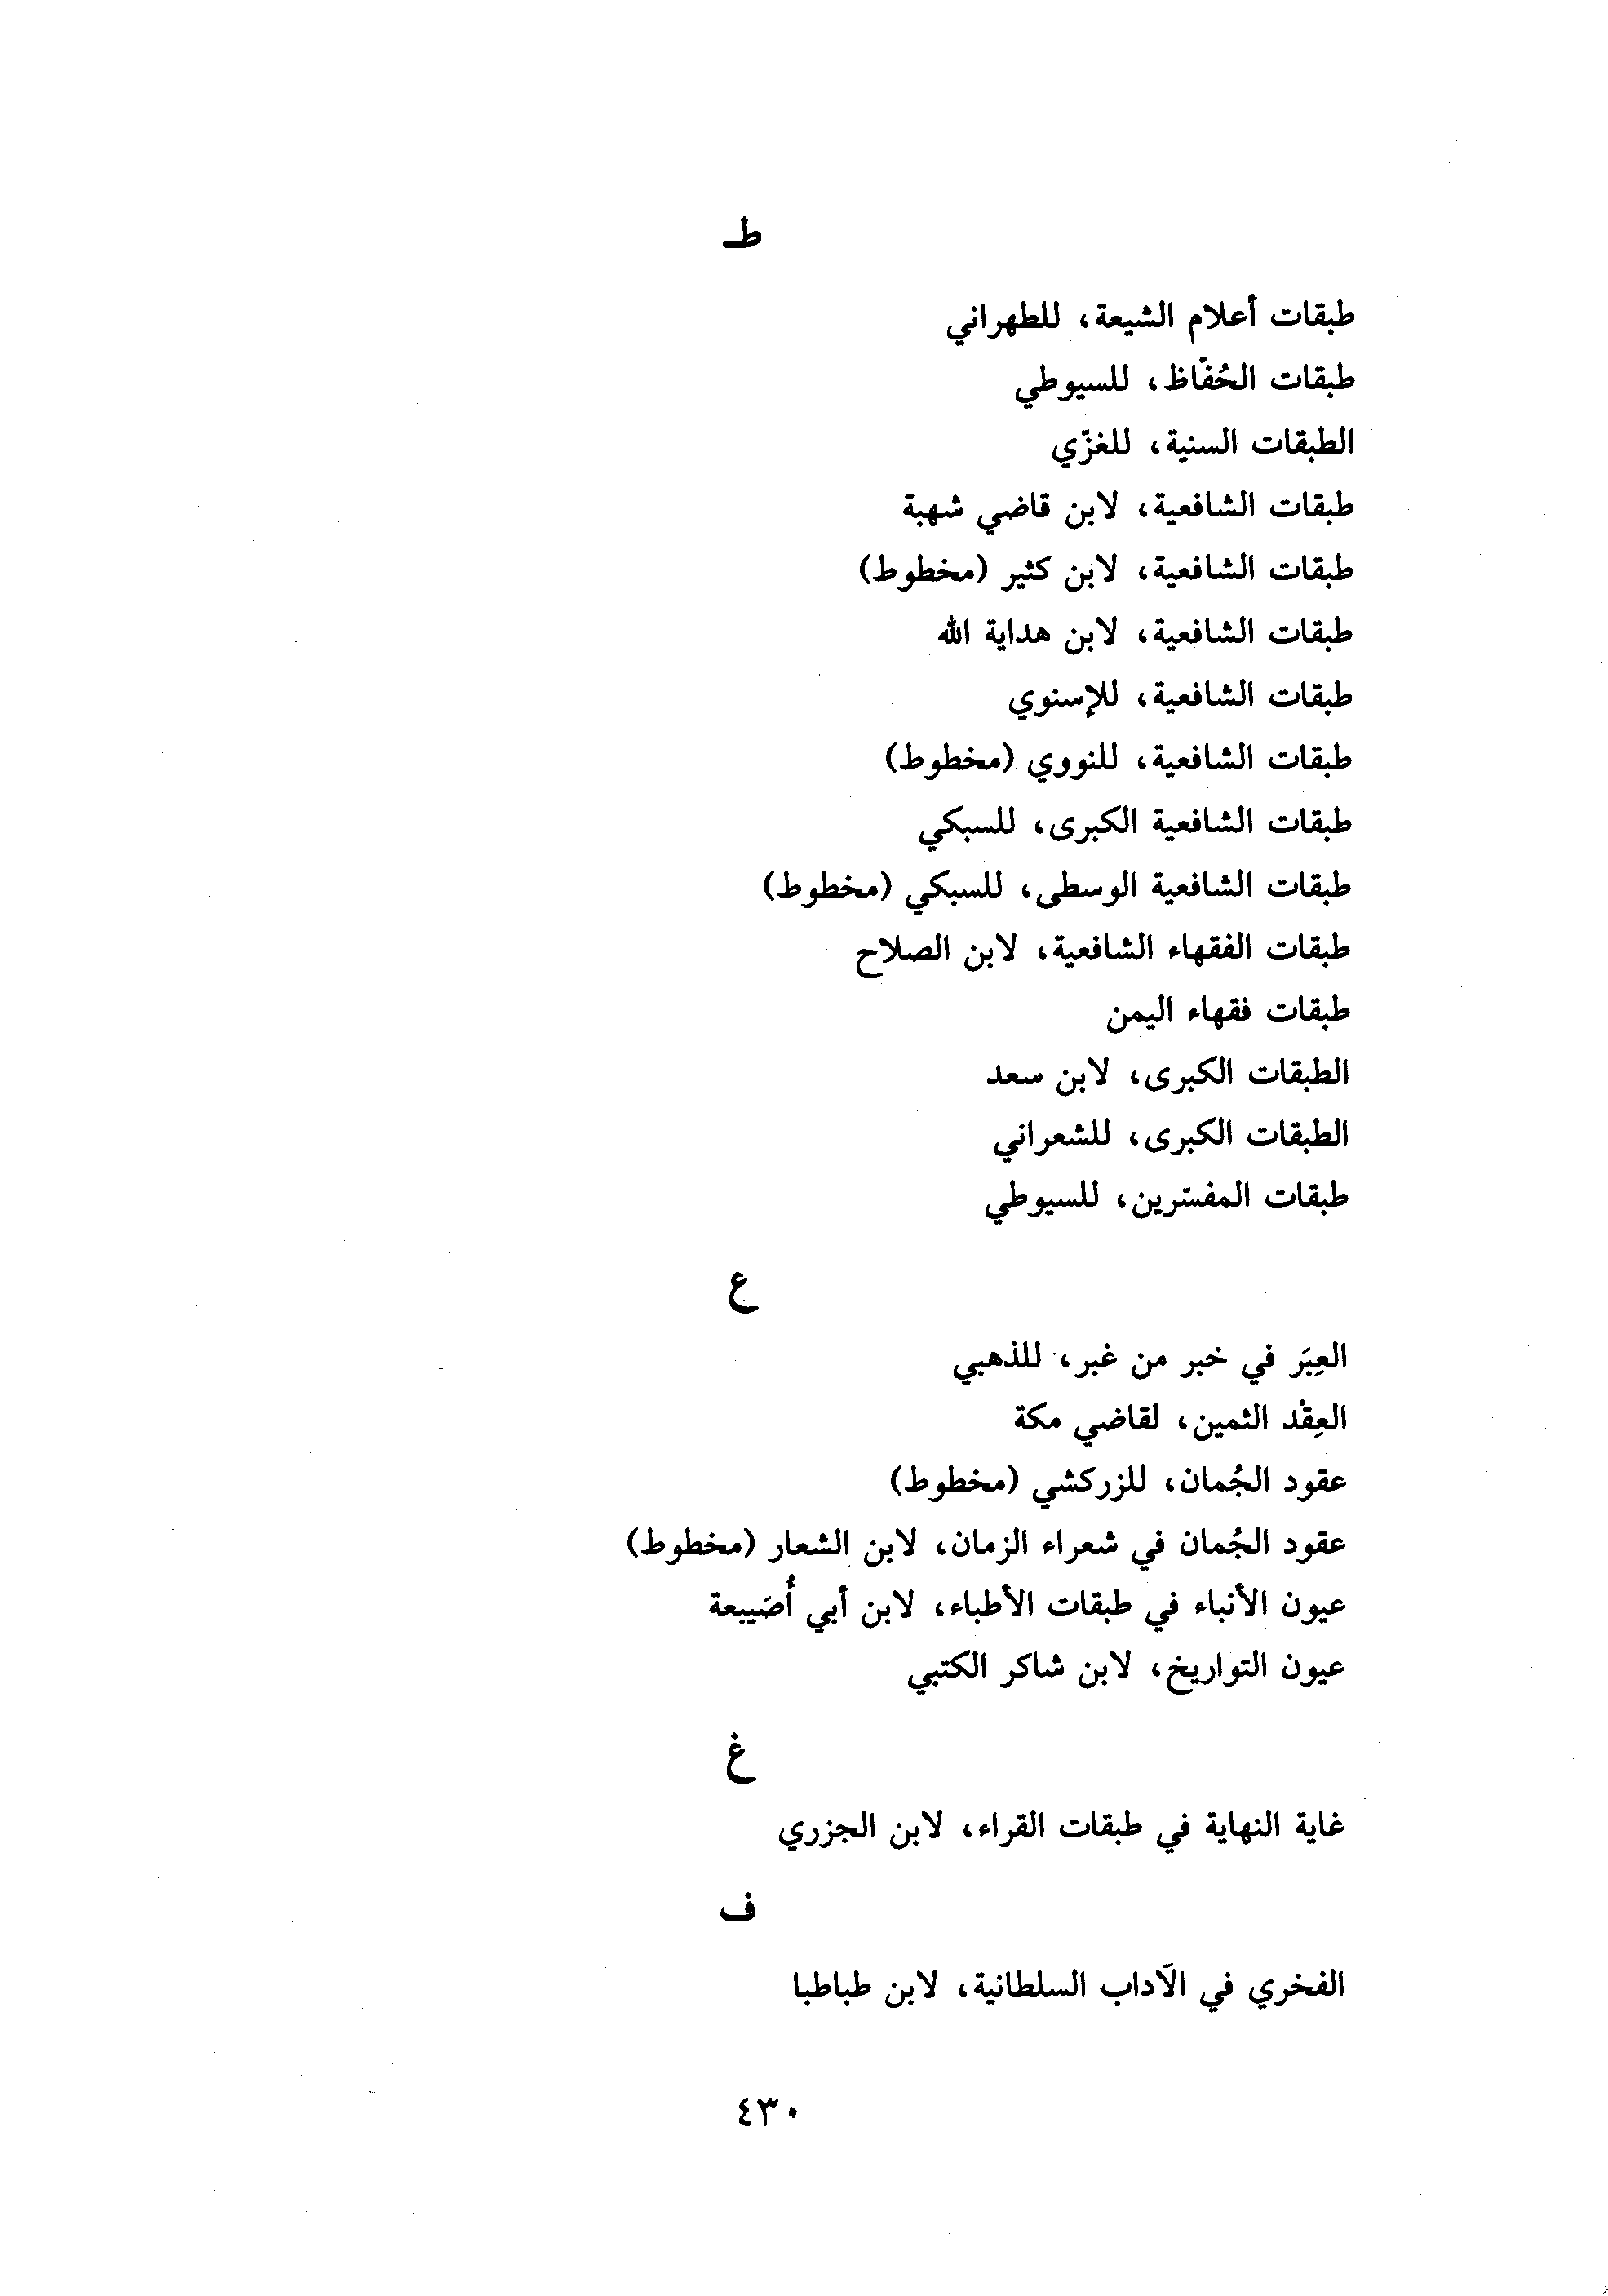 طـ
طبقات أعلام الشيعة، للطهراني
طبقات الحُفّاظ، للسيوطي
الطبقات السنية، للغزّي
طبقات الشافعية، لابن قاضي شهبة
طبقات الشافعية، لابن كثير (مخطوط)
طبقات الشافعية، لابن هداية الله
طبقات الشافعية، للإسنوي
طبقات الشافعية، للنووي (مخطوط)
طبقات الشافعية الكبرى، للسبكي
طبقات الشافعية الوسطى، للسبكي (مخطوط)
طبقات الفقهاء الشافعية، لابن الصلاح
طبقات فقهاء اليمن
الطبقات الكبرى، لابن سعد
الطبقات الكبرى، للشعراني
طبقات المفسّرين، للسيوطي
ع
العِبَر في خبر من غبر، للذهبي
العِقْد الثمين، لقاضي مكة
عقود الجُمان، للزركشي (مخطوط)
عقود الجُمان في شعراء الزمان، لابن الشعار (مخطوط)
عيون الأنباء في طبقات الأطباء، لابن أبي أُصَيبعة
عيون التواريخ، لابن شاكر الكتبي
غ
غاية النهاية في طبقات القراء، لابن الجزري
ف
الفخري في الآداب السلطانية، لابن طباطبا
٤٣٠